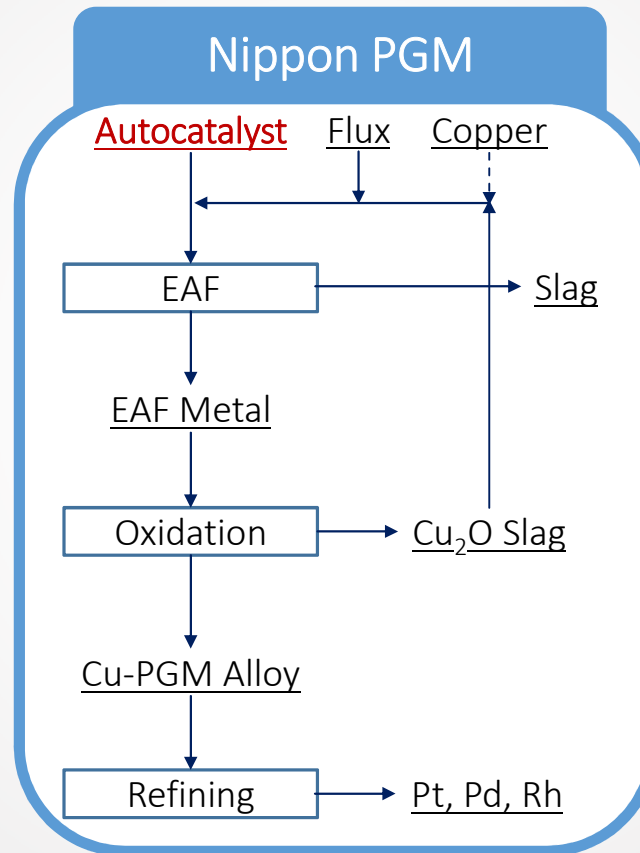 Nippon PGM
Autocatalyst Flux Copper
EAF
Slag
EAF Metal
Oxidation
Cu₂O Slag
Cu-PGM Alloy
Refining
Pt, Pd, Rh